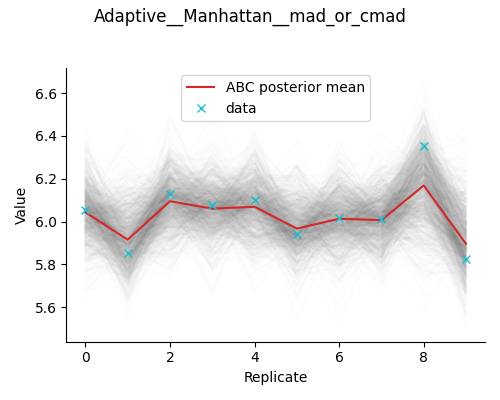 Adaptive__Manhattan__mad_or_cmad
ABC posterior mean
data
Value
6.6
6.4
6.2
6.0
5.8
5.6
0 2 4 6 8
Replicate